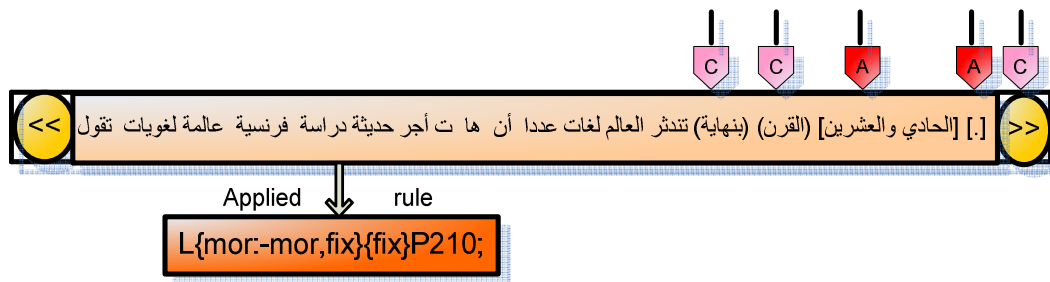 C C A A C
<< [.] [الحادي والعشرين] (القرن) (بنهاية) تندثر العالم لغات عددا أن ها ت أجر حديثة دراسة فرنسية عالمة لغويات تقول >>
Applied rule
L{mor:-mor,fix}{fix}P210;